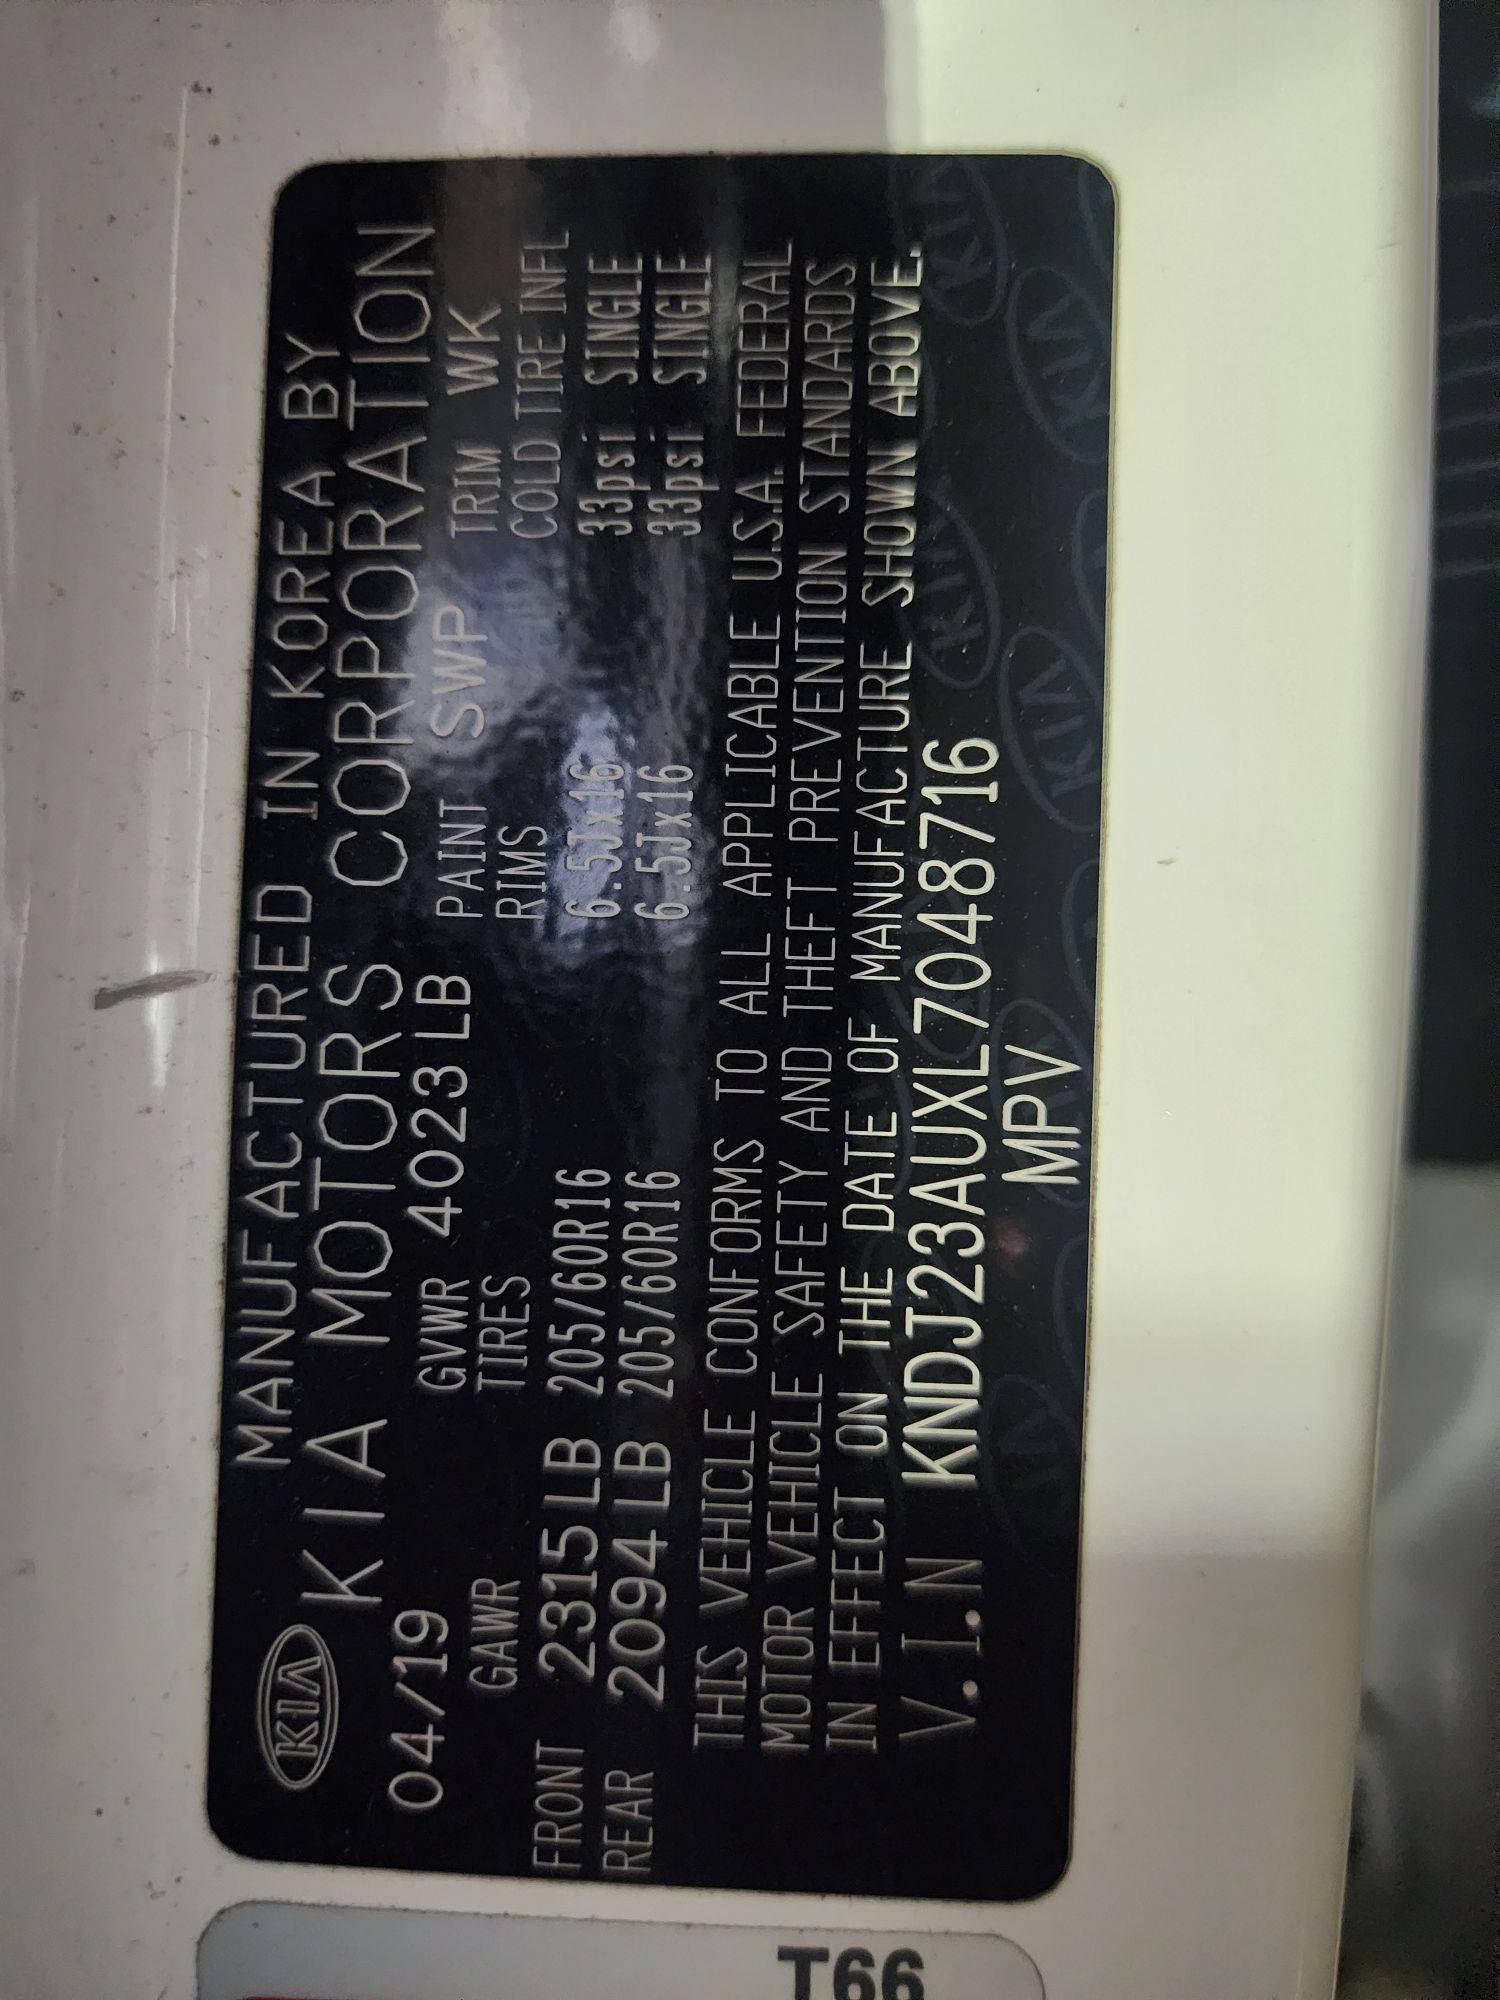 KIA
MANUFACTURED IN KOREA BY
KIA MOTORS CORPORATION
04/19 GVWR 4023 LB PAINT SWP TRIM WK
GAWR TIRES RIMS COLD TIRE INFL
FRONT 2315 LB 205/60R16 6.5Jx16 33psi SINGLE
REAR 2094 LB 205/60R16 6.5Jx16 33psi SINGLE
THIS VEHICLE CONFORMS TO ALL APPLICABLE U.S.A. FEDERAL
MOTOR VEHICLE SAFETY AND THEFT PREVENTION STANDARDS
IN EFFECT ON THE DATE OF MANUFACTURE SHOWN ABOVE.
V.I.N KNDJ23AUXL7048716
MPV
T66